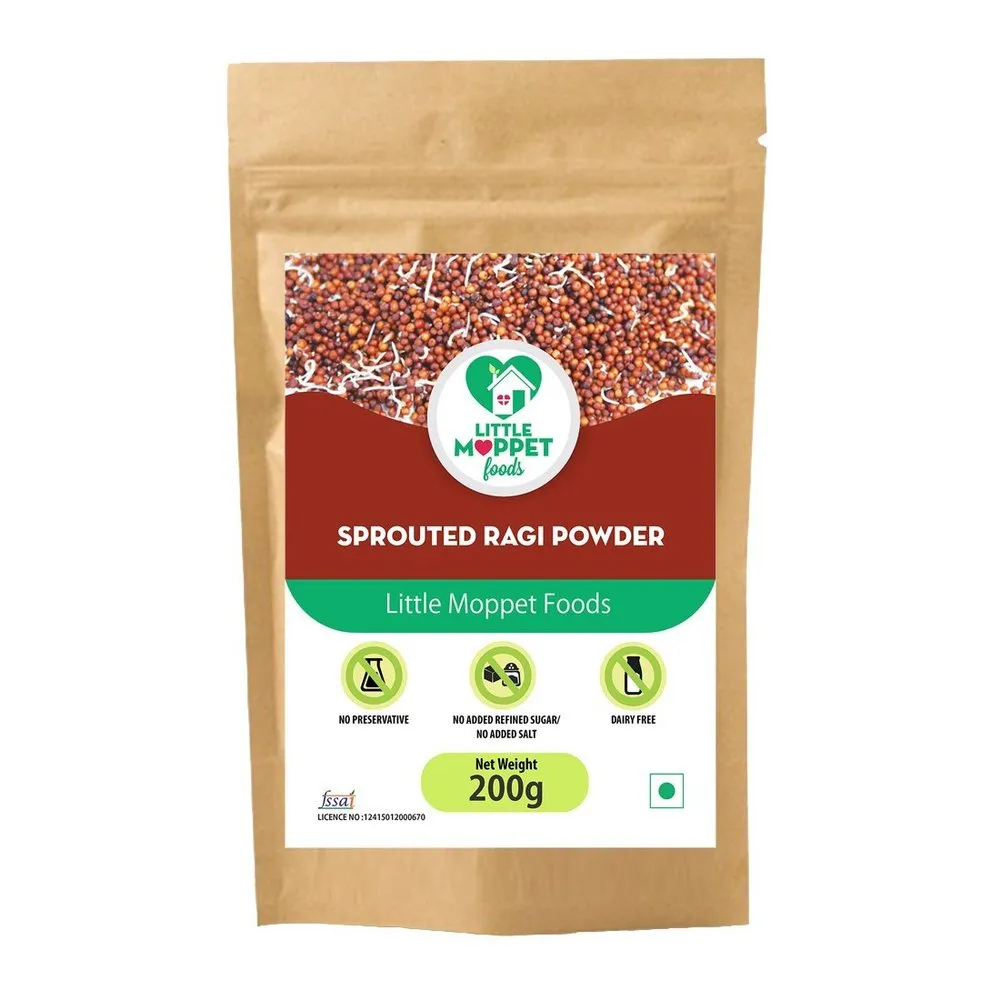 LITTLE
MOPPET
foods
SPROUTED RAGI POWDER
Little Moppet Foods
NO PRESERVATIVE
NO ADDED REFINED SUGAR/
NO ADDED SALT
DAIRY FREE
Net Weight
200g
fssai
LICENCE NO :12415012000670